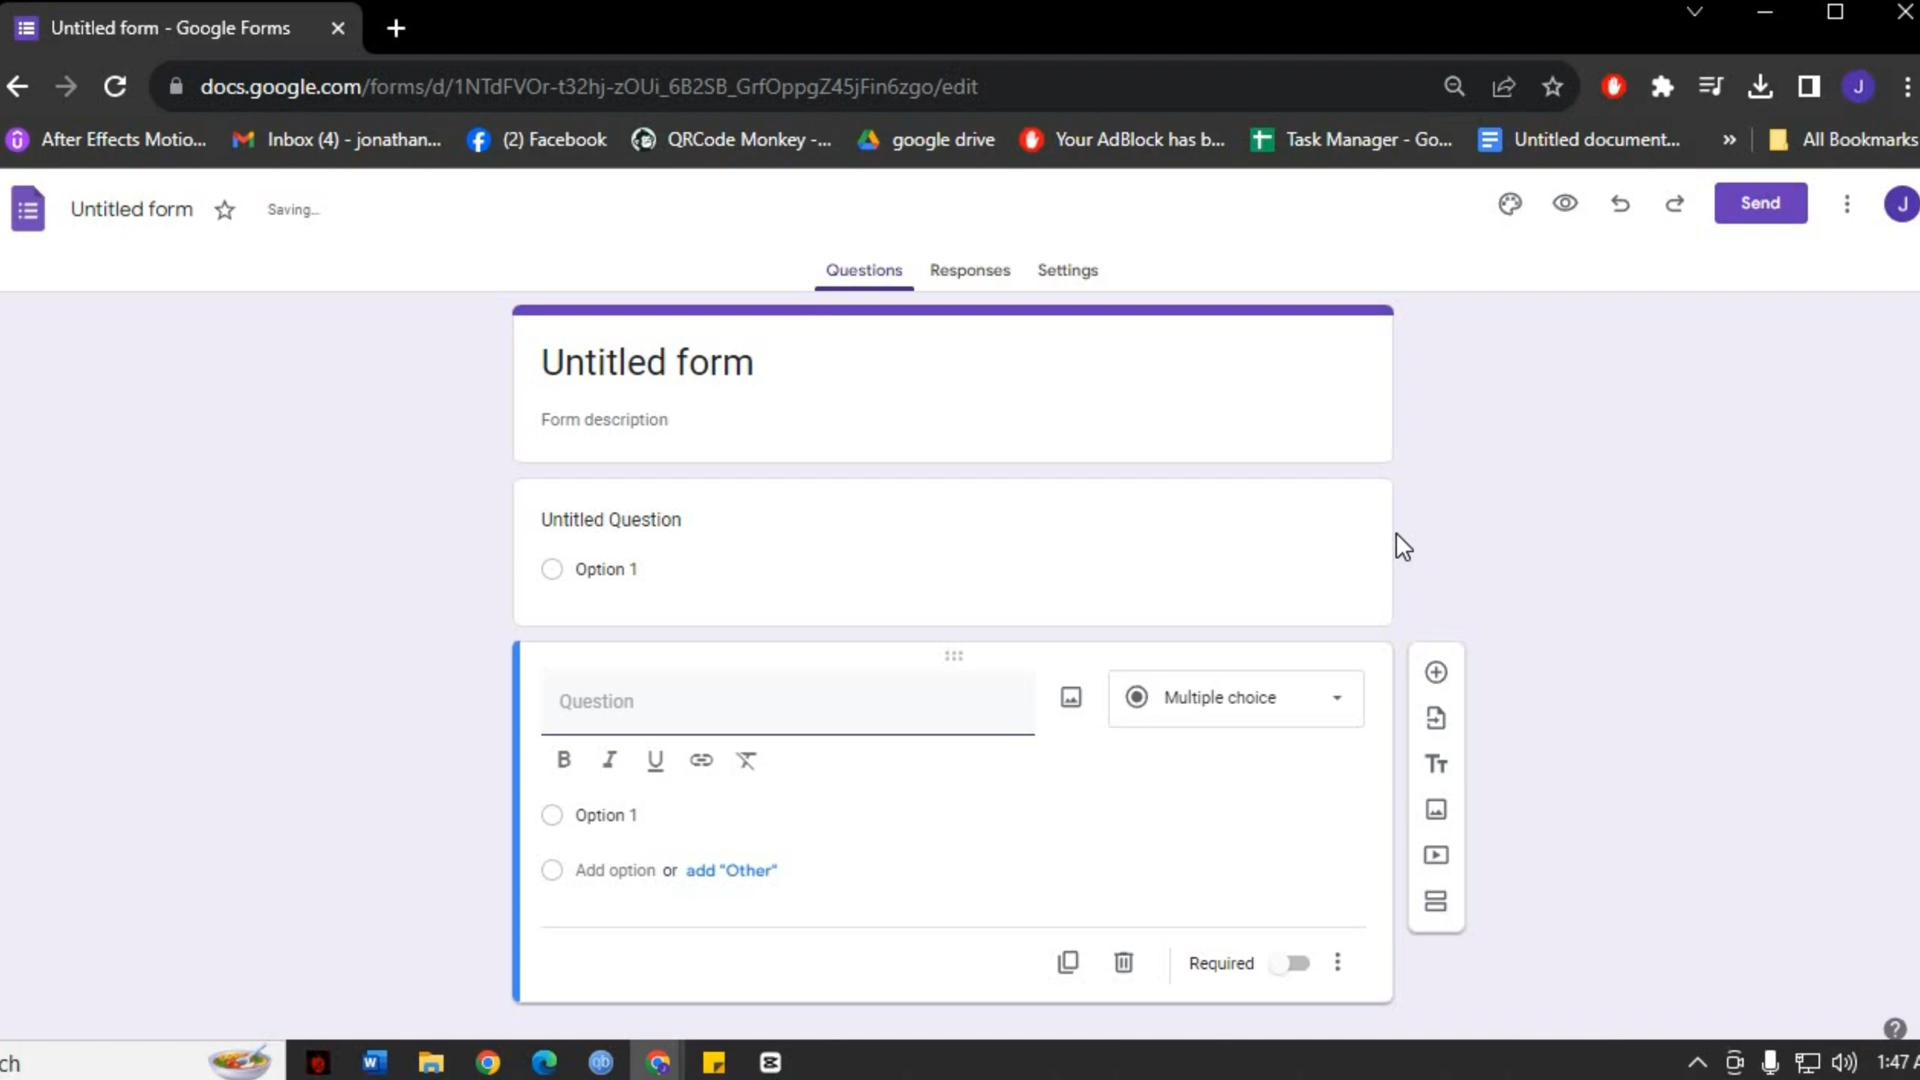 Untitled form - Google Forms
docs.google.com/forms/d/1NTdFVOr-t32hj-zOUi_6B2SB_GrfOppgZ45jFin6zgo/edit
J
After Effects Motio...
Inbox (4) - jonathan...
(2) Facebook
QRCode Monkey -...
google drive
Your AdBlock has b...
Task Manager - Go...
Untitled document...
»
All Bookmarks
Untitled form
Saving...
Send
J
Questions
Responses
Settings
Untitled form
Form description
Untitled Question
Option 1
Question
Multiple choice
B I U
Tт
Option 1
Add option or add "Other"
Required
ch
1:47 A